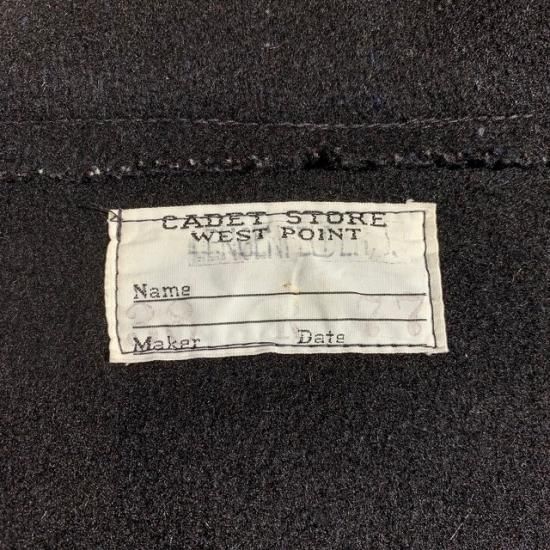 CADET STORE
WEST POINT
Name
Maker Date